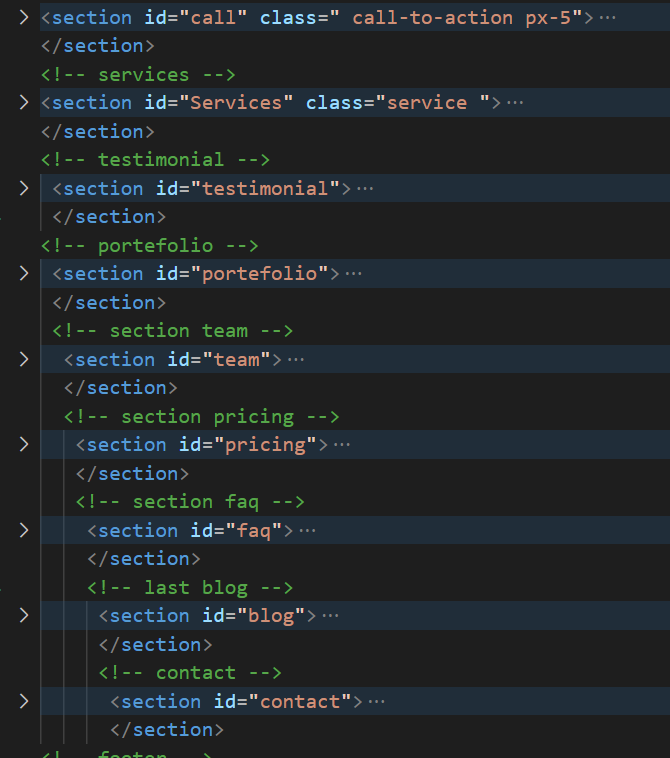 <section id="call" class=" call-to-action px-5">…
</section>
<!-- services -->
<section id="Services" class="service ">…
</section>
<!-- testimonial -->
<section id="testimonial">…
</section>
<!-- portefolio -->
<section id="portefolio">…
</section>
<!-- section team -->
<section id="team">…
</section>
<!-- section pricing -->
<section id="pricing">…
</section>
<!-- section faq -->
<section id="faq">…
</section>
<!-- last blog -->
<section id="blog">…
</section>
<!-- contact -->
<section id="contact">…
</section>